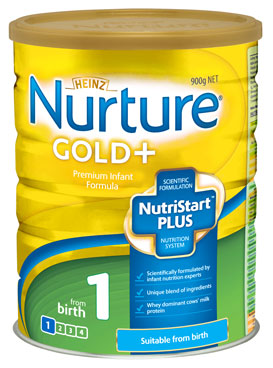 HEINZ
900g NET
Nurture®
GOLD+
Premium Infant
Formula
SCIENTIFIC
FORMULATION
NutriStart™
PLUS
NUTRITION
SYSTEM
Scientifically formulated by
infant nutrition experts
Unique blend of ingredients
Whey dominant cows' milk
protein
from
birth
1
1 2 3 4
Suitable from birth